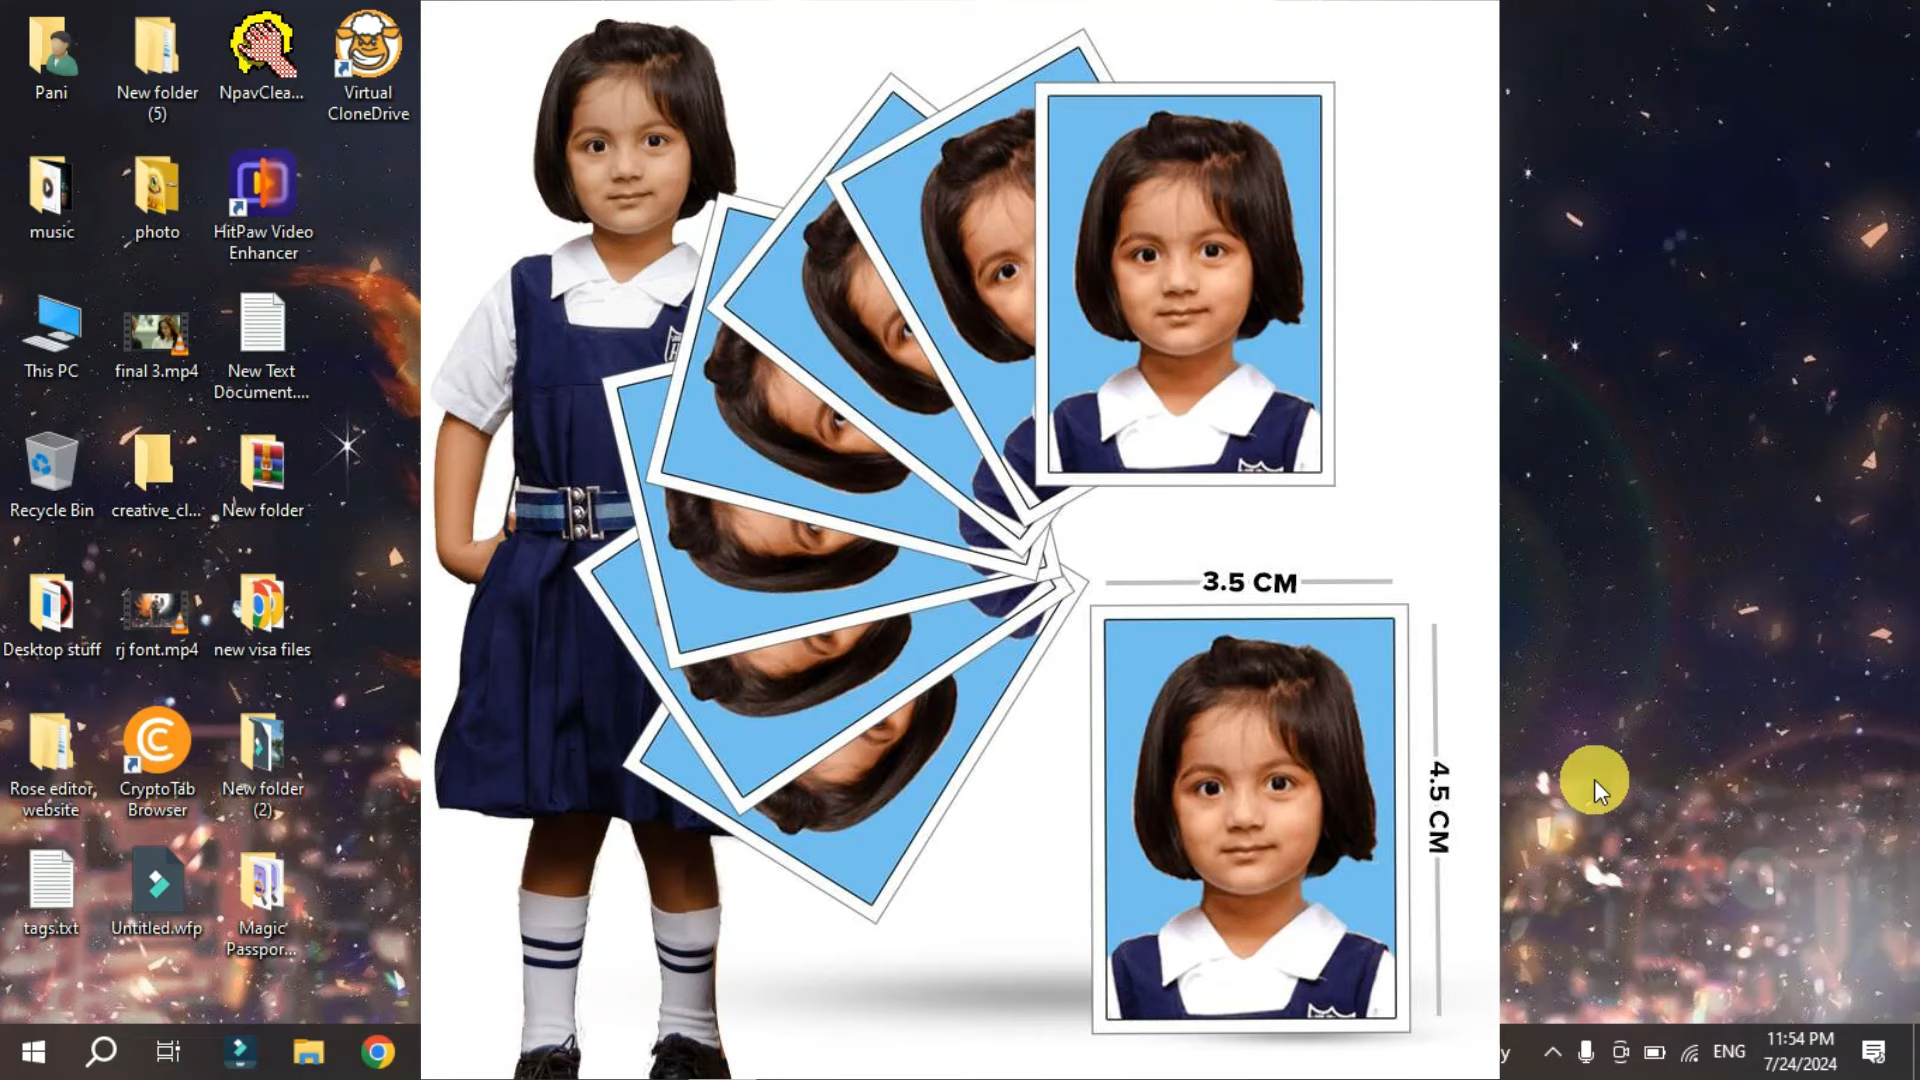 Pani
New folder
(5)
NpavClea...
Virtual
CloneDrive
music
photo
HitPaw Video
Enhancer
This PC
final 3.mp4
New Text
Document....
Recycle Bin
creative_cl...
New folder
Desktop stuff
rj font.mp4
new visa files
Rose editor,
website
CryptoTab
Browser
New folder
(2)
tags.txt
Untitled.wfp
Magic
Passpor...
3.5 CM
4.5 CM
y
ENG
11:54 PM
7/24/2024